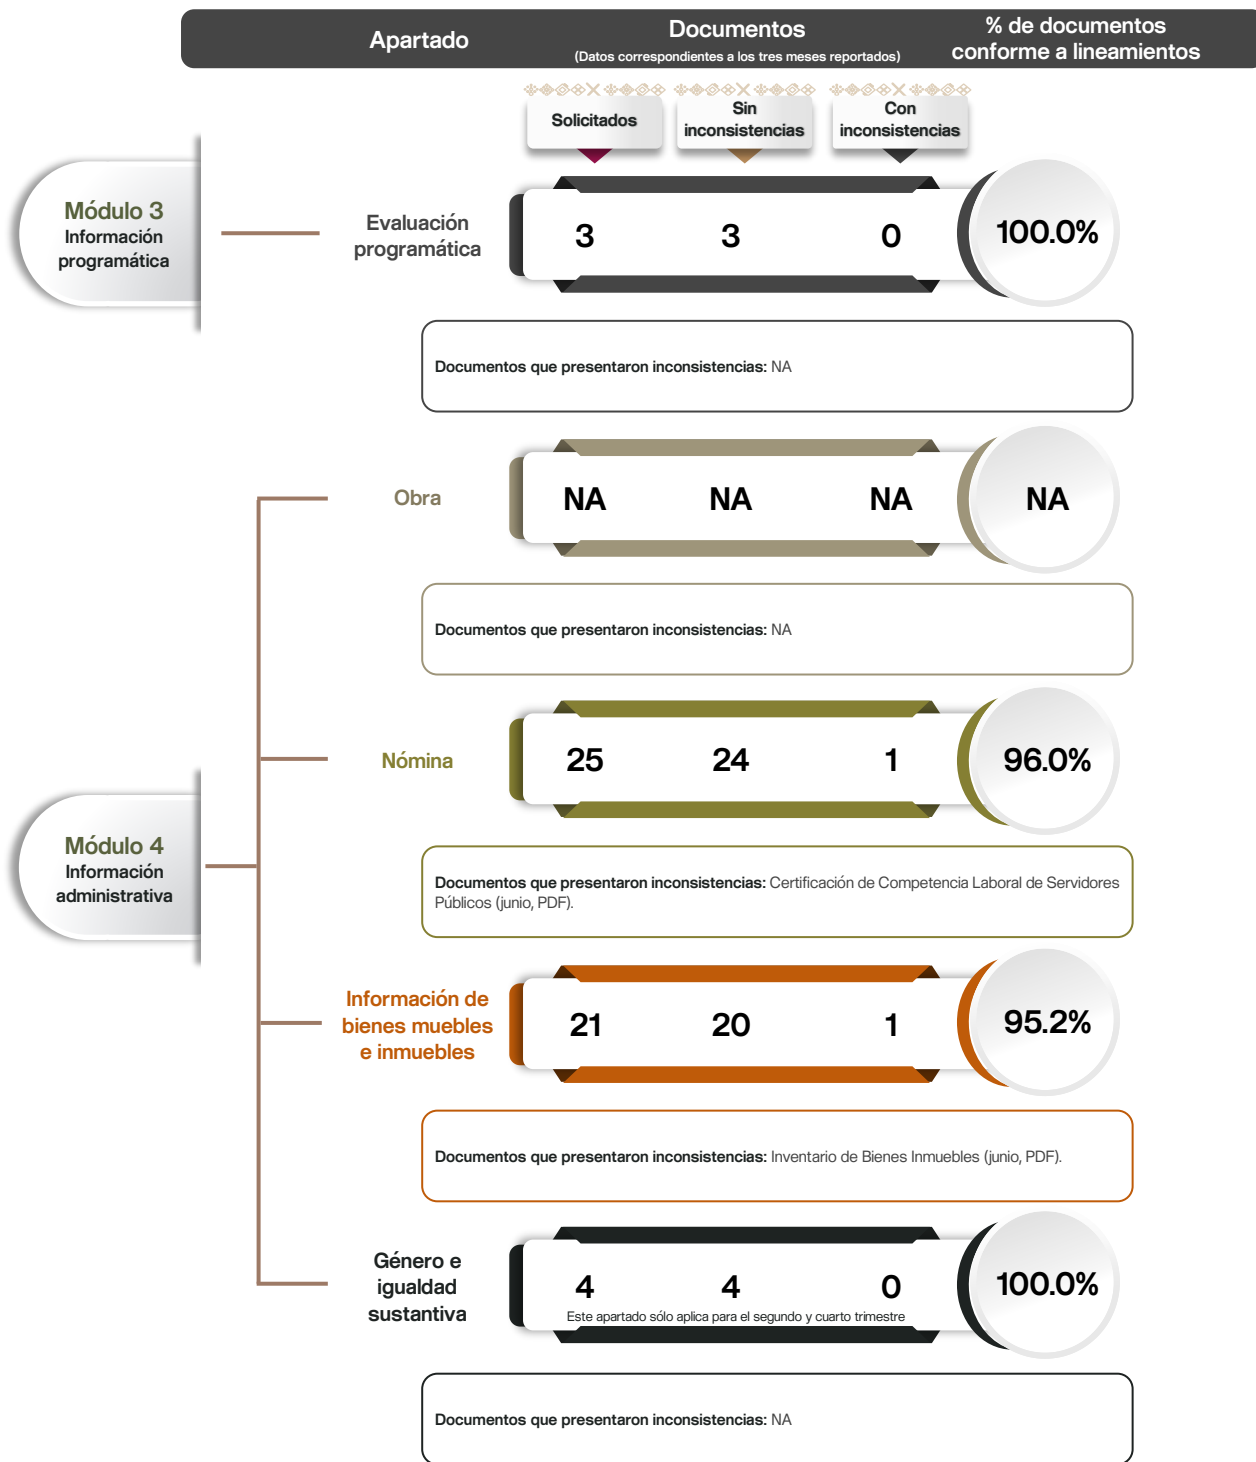 Apartado
Documentos
(Datos correspondientes a los tres meses reportados)
% de documentos
conforme a lineamientos
Solicitados
Sin
inconsistencias
Con
inconsistencias
Módulo 3
Información
programática
Evaluación
programática
3
3
0
100.0%
Documentos que presentaron inconsistencias: NA
Obra
NA
NA
NA
NA
Documentos que presentaron inconsistencias: NA
Nómina
25
24
1
96.0%
Documentos que presentaron inconsistencias: Certificación de Competencia Laboral de Servidores
Públicos (junio, PDF).
Módulo 4
Información
administrativa
Información de
bienes muebles
e inmuebles
21
20
1
95.2%
Documentos que presentaron inconsistencias: Inventario de Bienes Inmuebles (junio, PDF).
Género e
igualdad
sustantiva
4
4
0
100.0%
Este apartado sólo aplica para el segundo y cuarto trimestre
Documentos que presentaron inconsistencias: NA